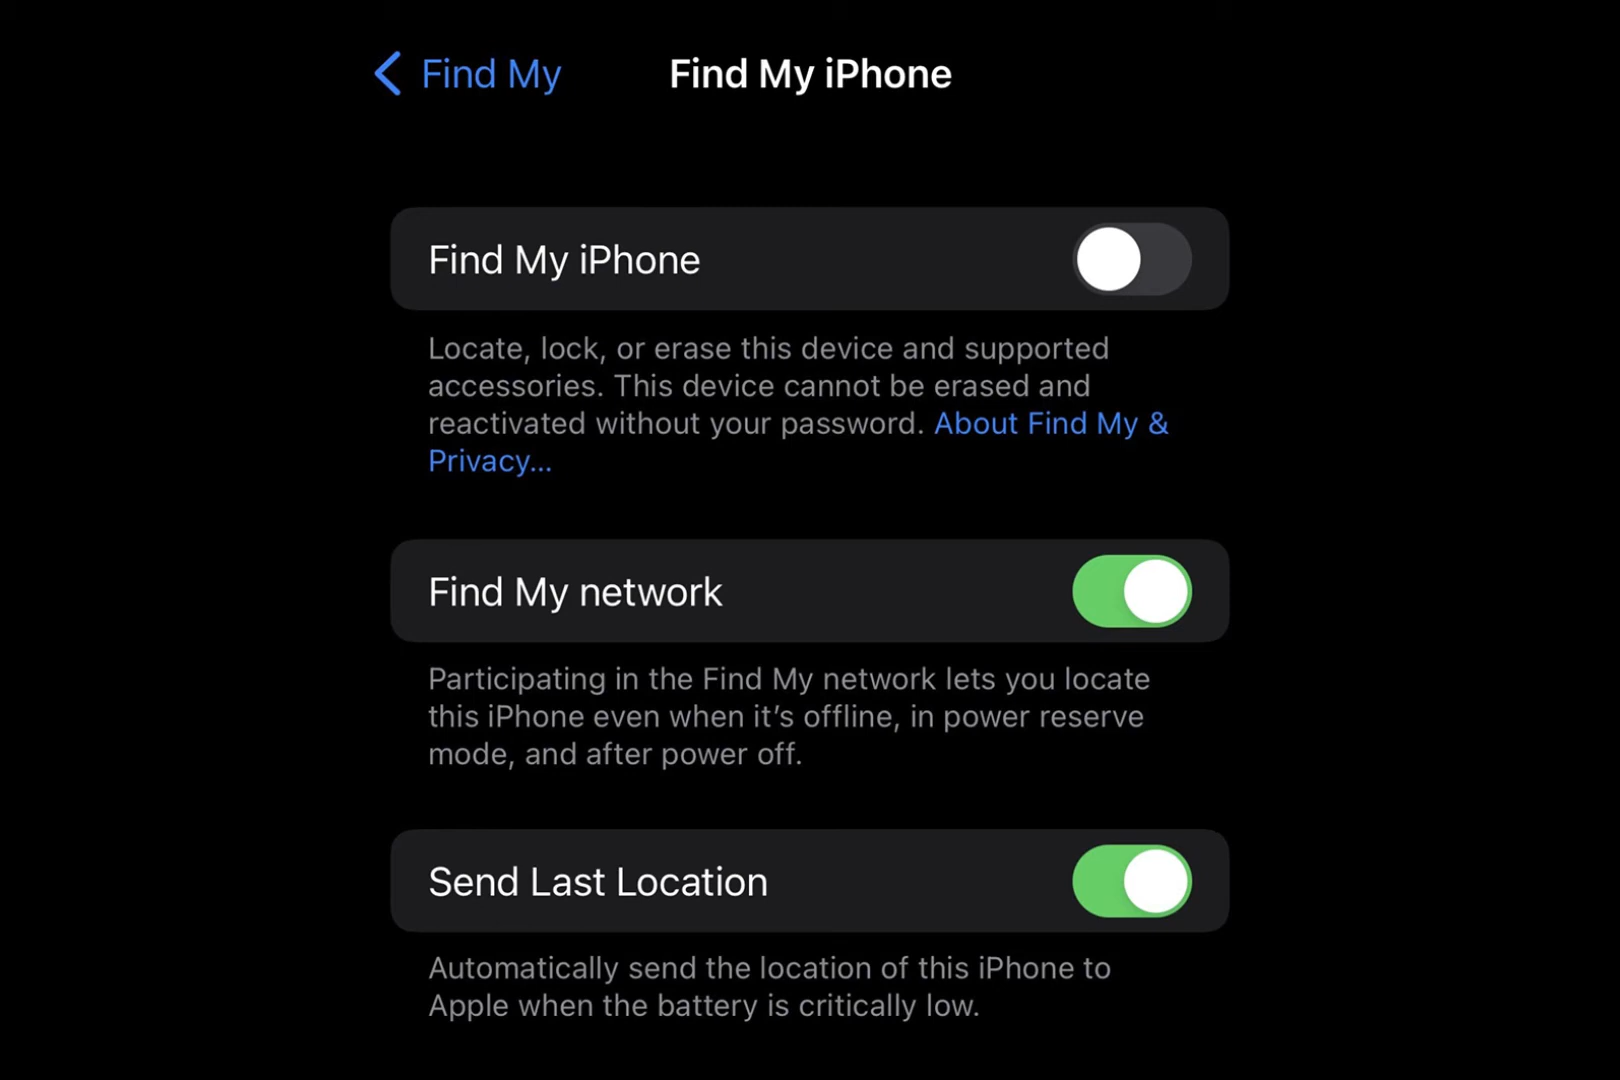 Find My
Find My iPhone
Find My iPhone
Locate, lock, or erase this device and supported
accessories. This device cannot be erased and
reactivated without your password. About Find My &
Privacy...
Find My network
Participating in the Find My network lets you locate
this iPhone even when it’s offline, in power reserve
mode, and after power off.
Send Last Location
Automatically send the location of this iPhone to
Apple when the battery is critically low.